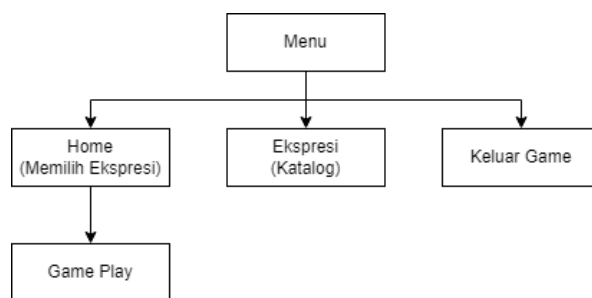 Menu
Home
(Memilih Ekspresi)
Ekspresi
(Katalog)
Keluar Game
Game Play